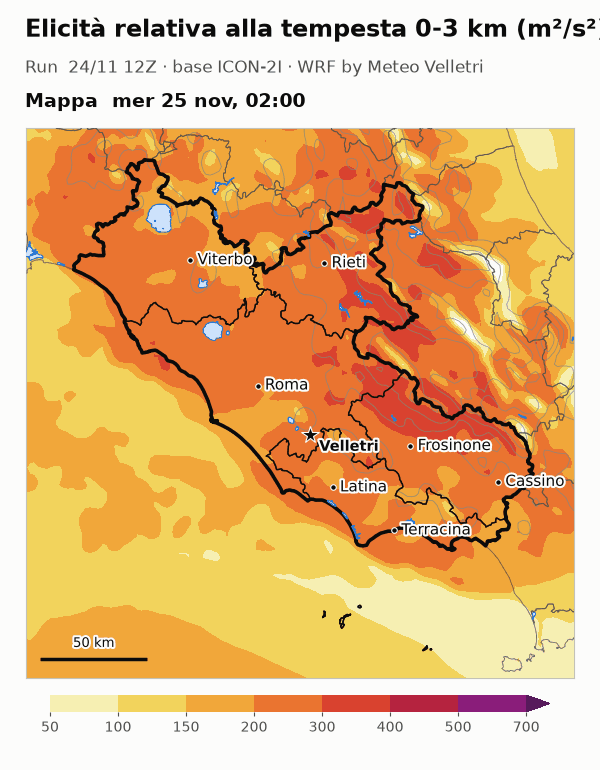 Elicità relativa alla tempesta 0-3 km (m²/s²)
Run 24/11 12Z · base ICON-2I · WRF by Meteo Velletri
Mappa mer 25 nov, 02:00
Viterbo
Rieti
Roma
Velletri
Frosinone
Latina
Cassino
Terracina
50 km
50 100 150 200 300 400 500 700